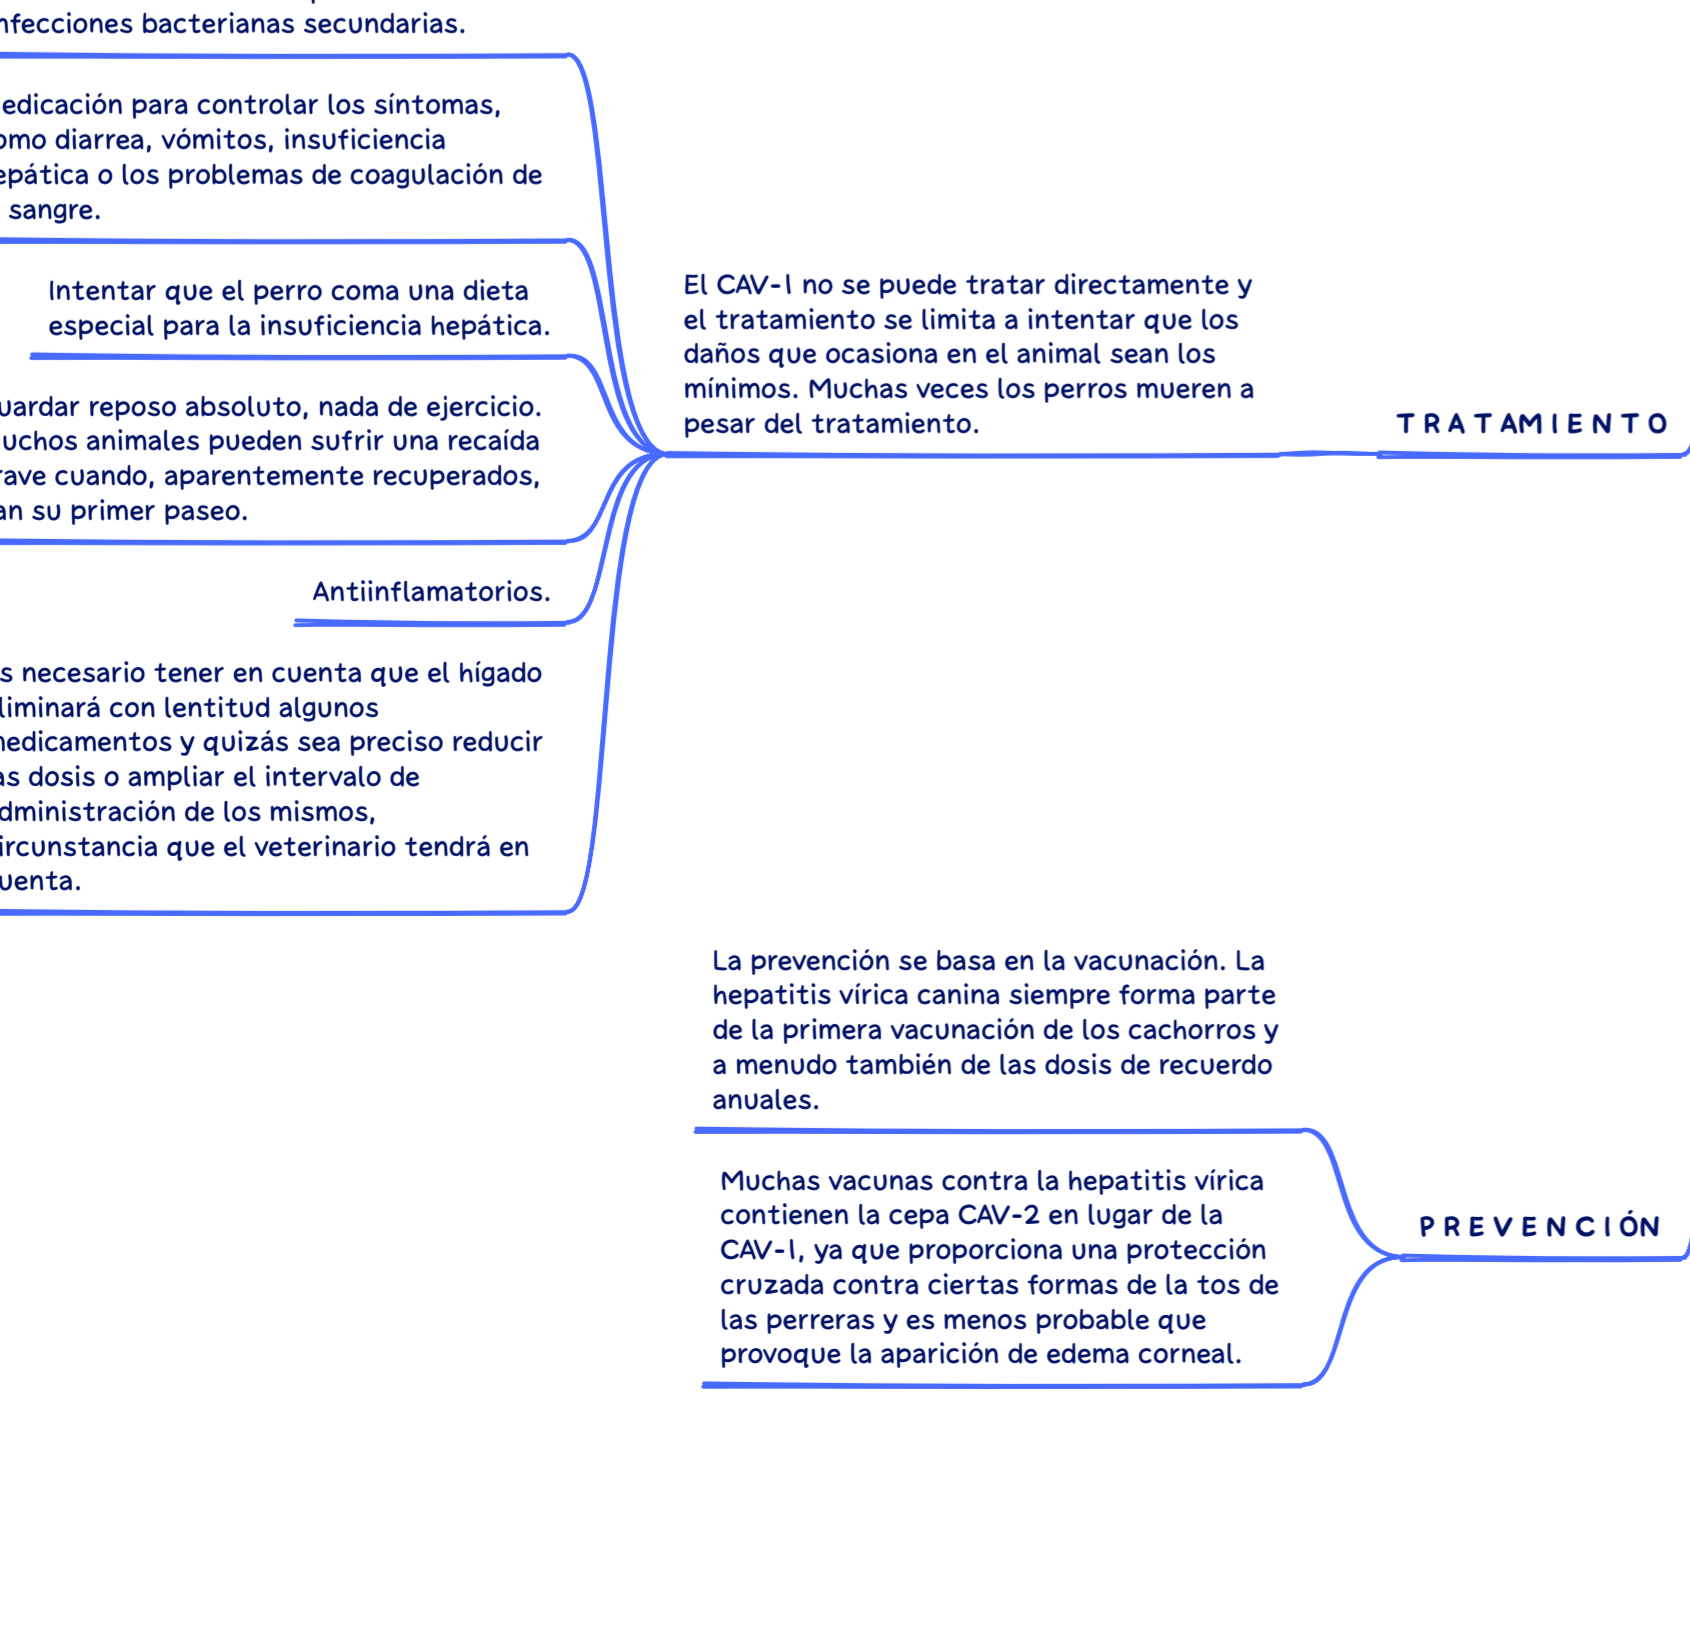 nfecciones bacterianas secundarias.
edicación para controlar los síntomas,
omo diarrea, vómitos, insuficiencia
epática o los problemas de coagulación de
sangre.
Intentar que el perro coma una dieta
especial para la insuficiencia hepática.
uardar reposo absoluto, nada de ejercicio.
uchos animales pueden sufrir una recaída
rave cuando, aparentemente recuperados,
an su primer paseo.
Antiinflamatorios.
s necesario tener en cuenta que el hígado
liminará con lentitud algunos
medicamentos y quizás sea preciso reducir
as dosis o ampliar el intervalo de
dministración de los mismos,
ircunstancia que el veterinario tendrá en
uenta.
El CAV-1 no se puede tratar directamente y
el tratamiento se limita a intentar que los
daños que ocasiona en el animal sean los
mínimos. Muchas veces los perros mueren a
pesar del tratamiento.
TRATAMIENTO
La prevención se basa en la vacunación. La
hepatitis vírica canina siempre forma parte
de la primera vacunación de los cachorros y
a menudo también de las dosis de recuerdo
anuales.
Muchas vacunas contra la hepatitis vírica
contienen la cepa CAV-2 en lugar de la
CAV-1, ya que proporciona una protección
cruzada contra ciertas formas de la tos de
las perreras y es menos probable que
provoque la aparición de edema corneal.
PREVENCIÓN